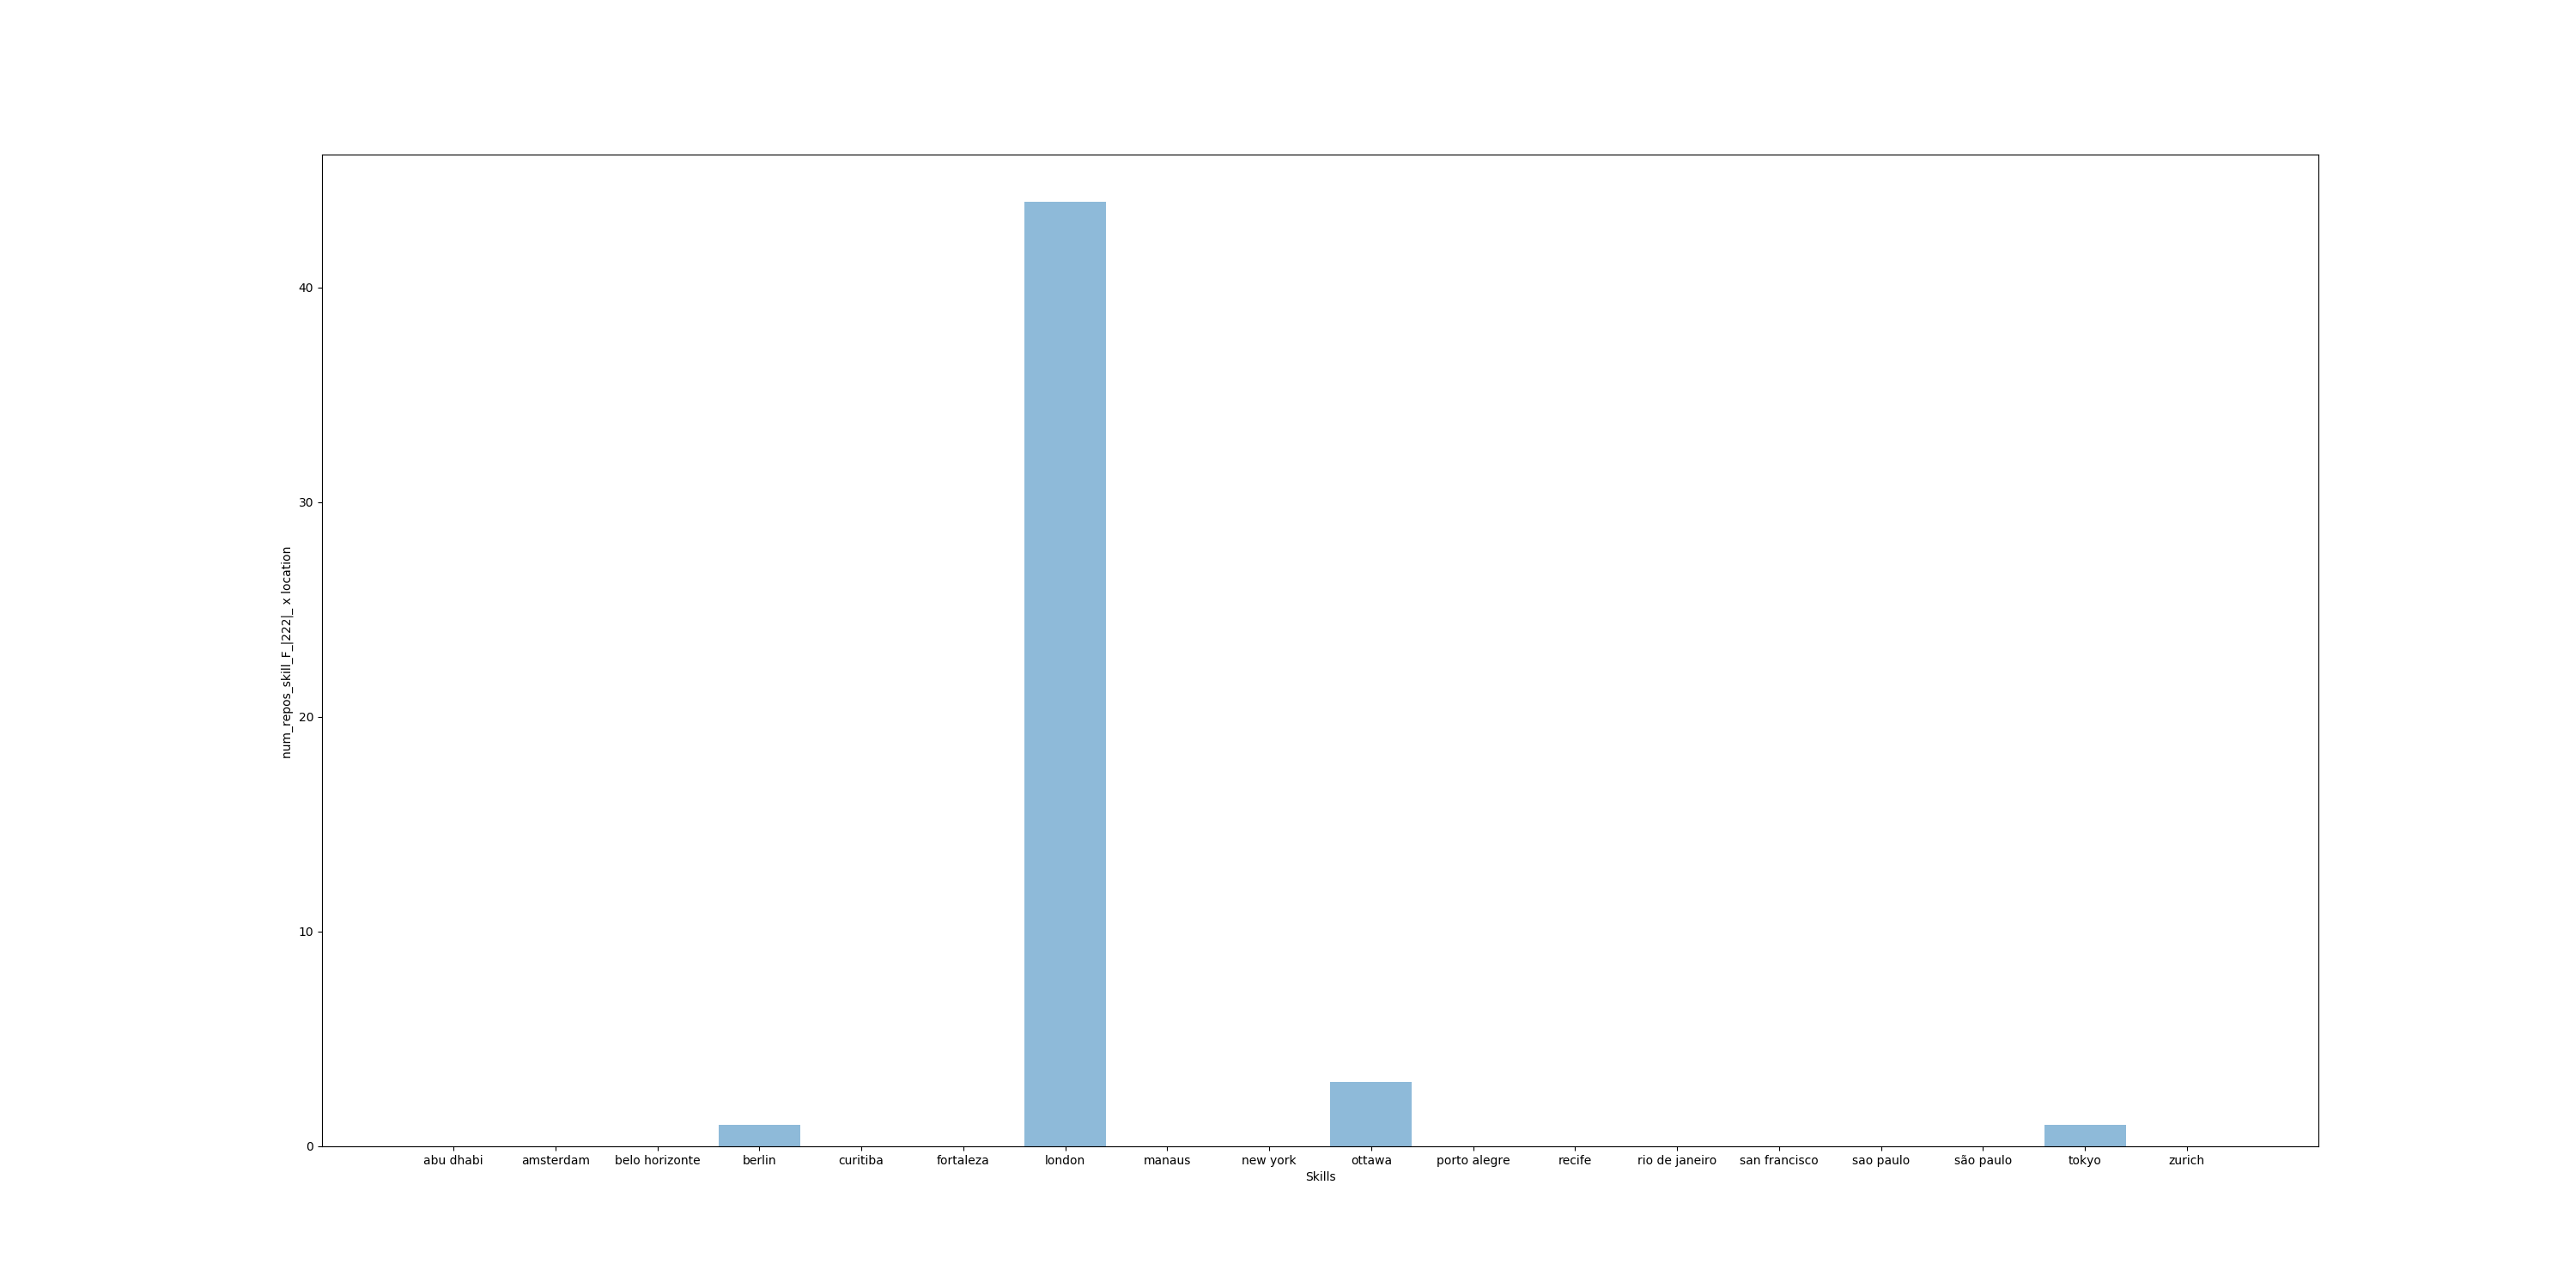 40
30
20
10
0
num_repos_skill_F_|222|_ x location
abu dhabi amsterdam belo horizonte berlin curitiba fortaleza london manaus new york ottawa porto alegre recife rio de janeiro san francisco sao paulo são paulo tokyo zurich
Skills